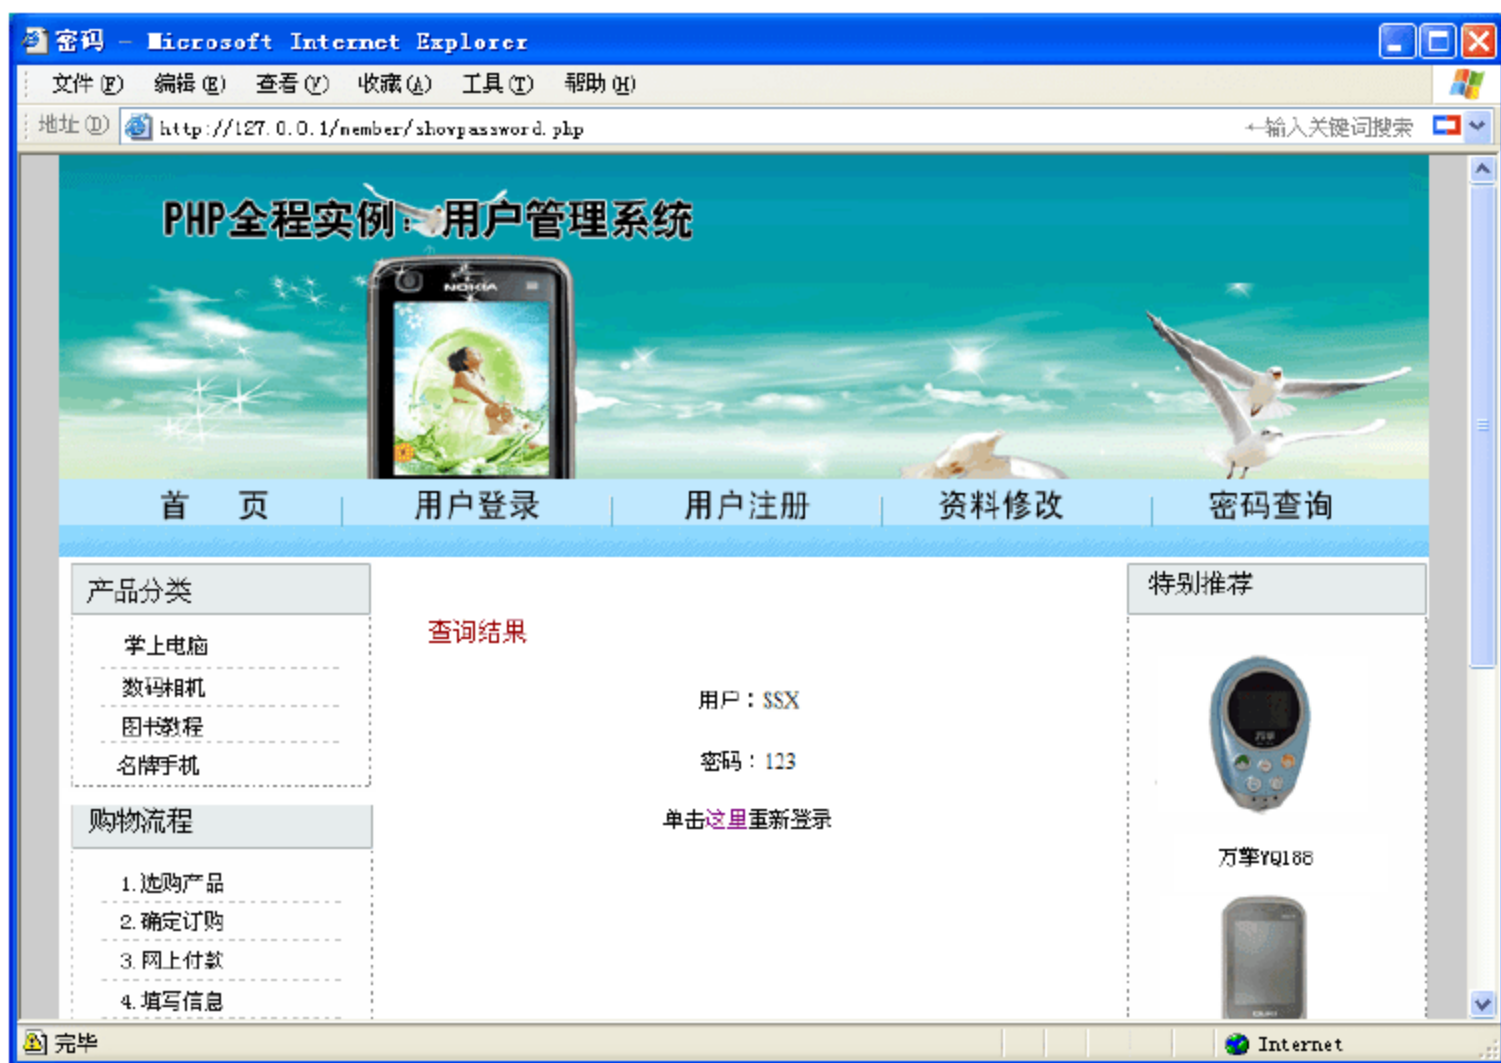 密码 - Microsoft Internet Explorer
文件(F) 编辑(E) 查看(V) 收藏(A) 工具(T) 帮助(H)
地址(D) http://127.0.0.1/member/showpassword.php ←输入关键词搜索
PHP全程实例：用户管理系统
NOKIA
首 页 用户登录 用户注册 资料修改 密码查询
产品分类
掌上电脑
数码相机
图书教程
名牌手机
购物流程
1.选购产品
2.确定订购
3.网上付款
4.填写信息
查询结果
用户：SSX
密码：123
单击这里重新登录
特别推荐
万擎YQ188
完毕
Internet